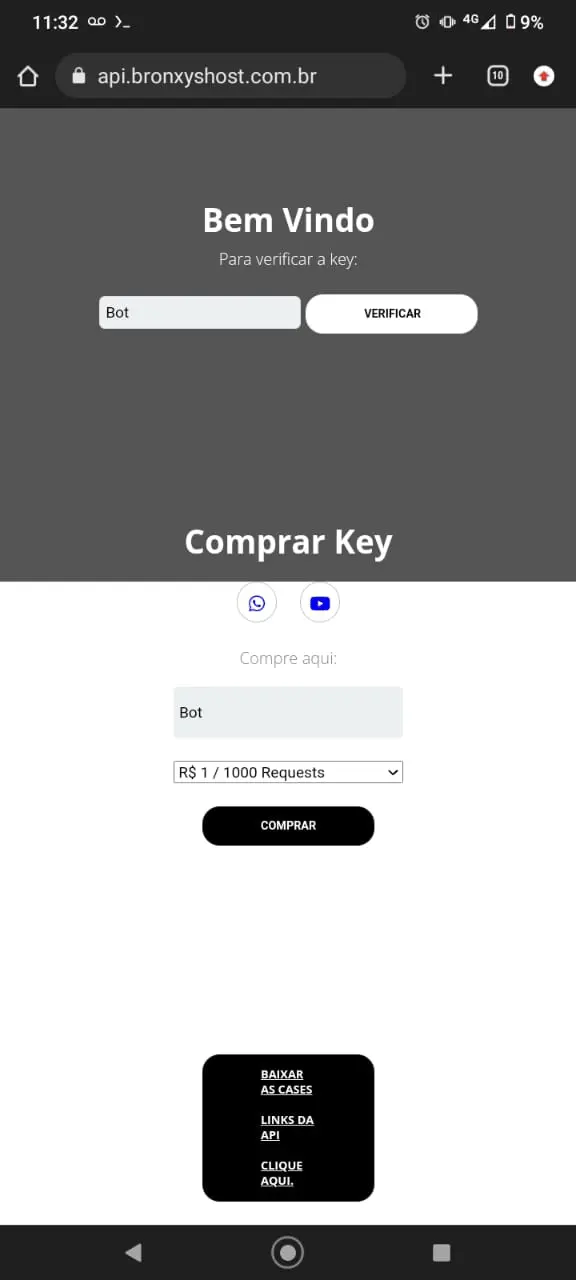 11:32
4G 9%
api.bronxyshost.com.br
10
Bem Vindo
Para verificar a key:
Bot
VERIFICAR
Comprar Key
Compre aqui:
Bot
R$ 1 / 1000 Requests
COMPRAR
BAIXAR
AS CASES
LINKS DA
API
CLIQUE
AQUI.